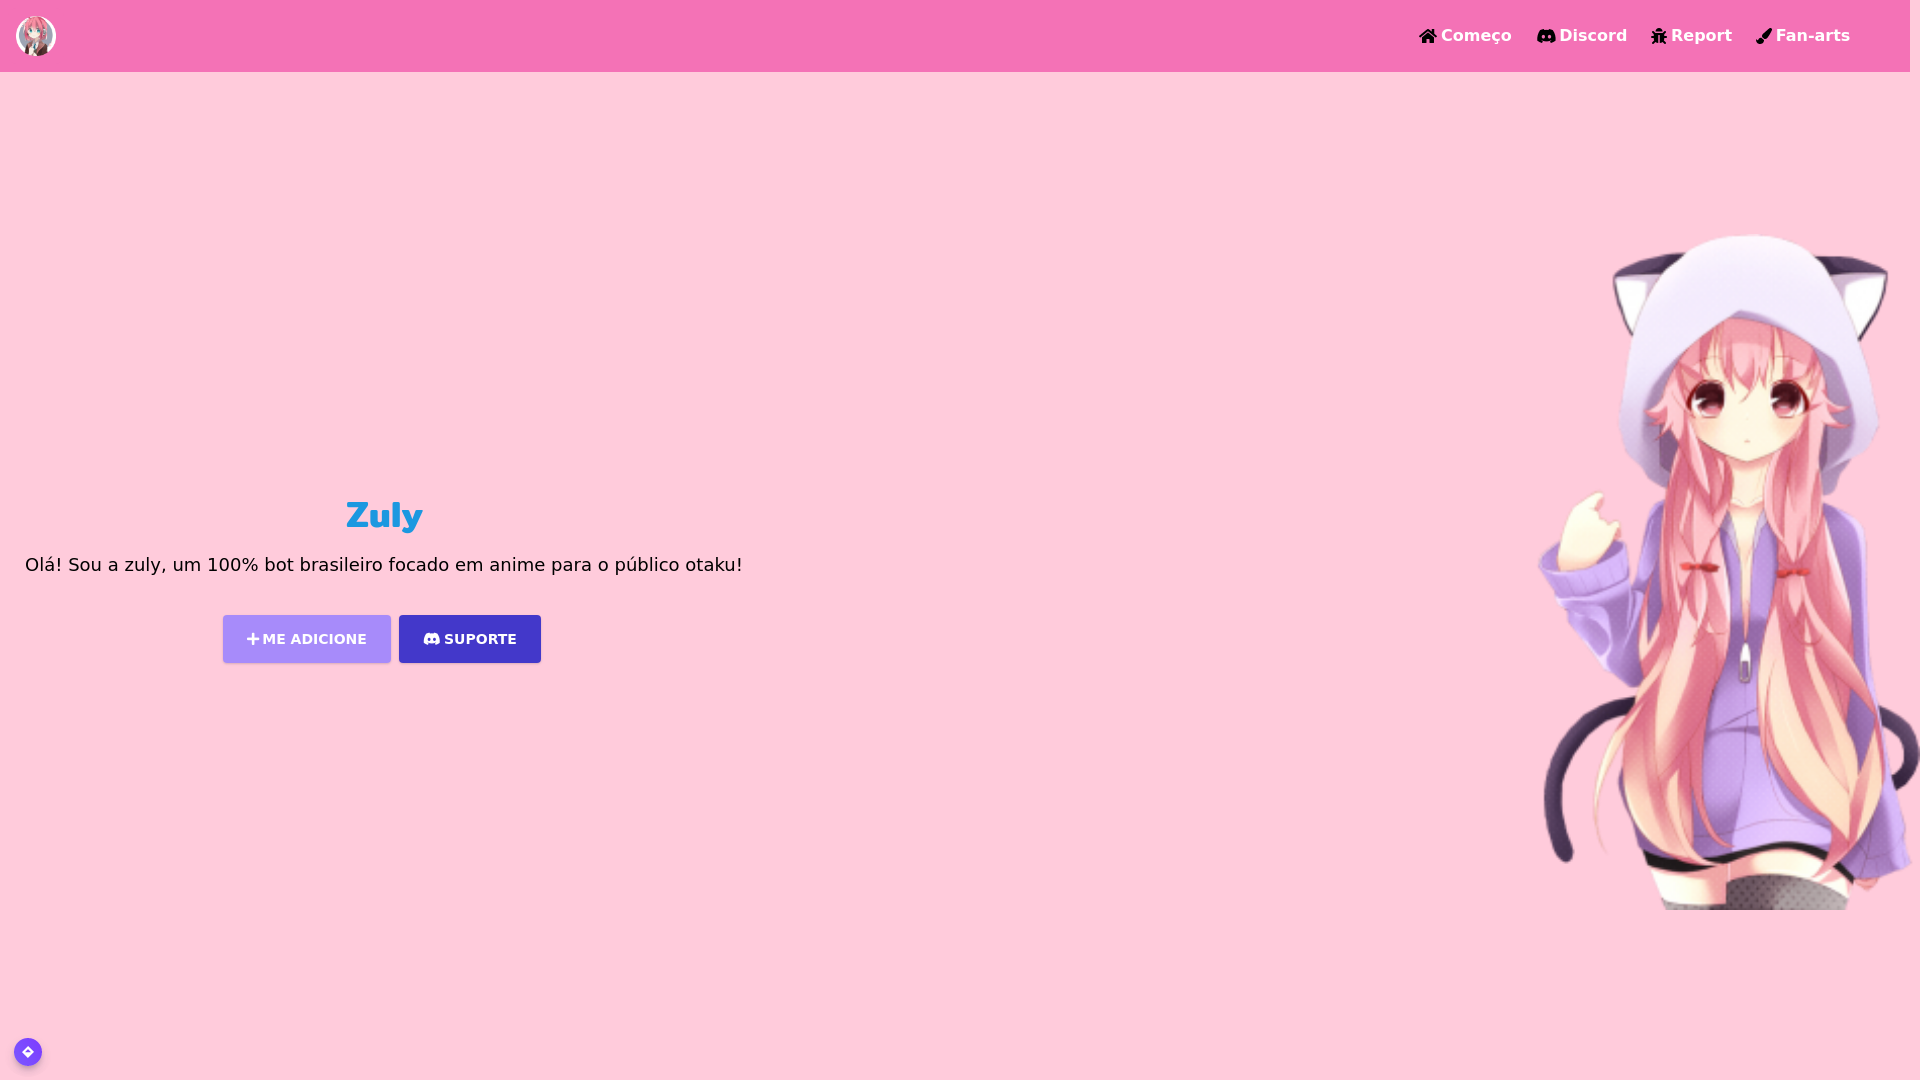 Começo
Discord
Report
Fan-arts
Zuly
Olá! Sou a zuly, um 100% bot brasileiro focado em anime para o público otaku!
ME ADICIONE
SUPORTE